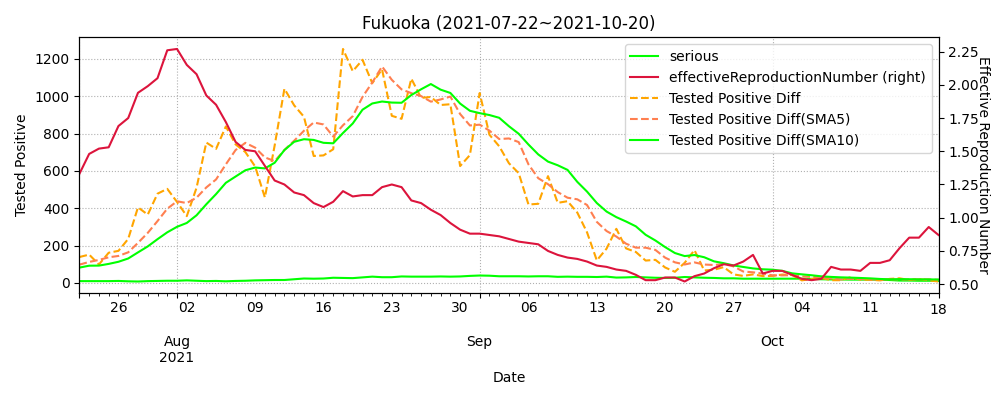 Fukuoka (2021-07-22~2021-10-20)
serious
effectiveReproductionNumber (right)
Tested Positive Diff
Tested Positive Diff(SMA5)
Tested Positive Diff(SMA10)
Tested Positive
1200
1000
800
600
400
200
0
2.25
2.00
1.75
1.50
1.25
1.00
0.75
0.50
Effective Reproduction Number
26 02 09 16 23 30 06 13 20 27 04 11 18
Aug Sep Oct
2021
Date